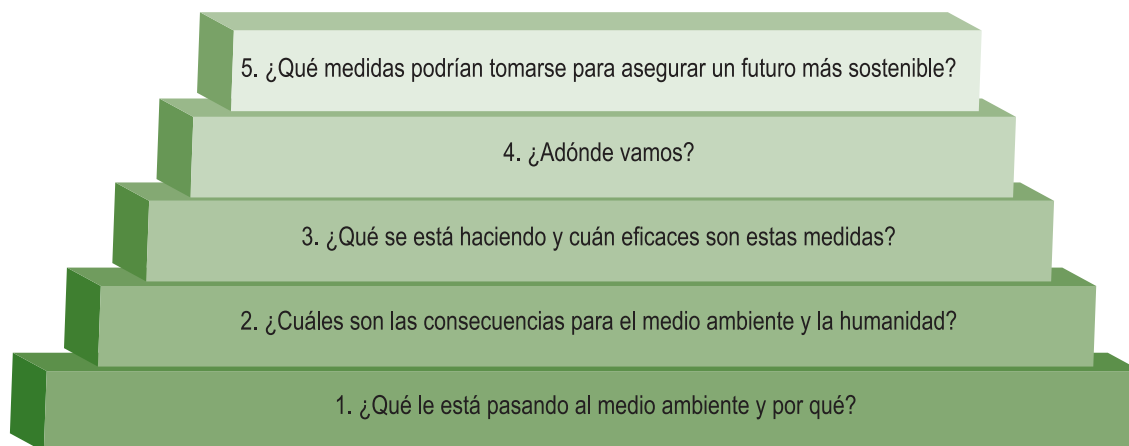 5. ¿Qué medidas podrían tomarse para asegurar un futuro más sostenible?
4. ¿Adónde vamos?
3. ¿Qué se está haciendo y cuán eficaces son estas medidas?
2. ¿Cuáles son las consecuencias para el medio ambiente y la humanidad?
1. ¿Qué le está pasando al medio ambiente y por qué?